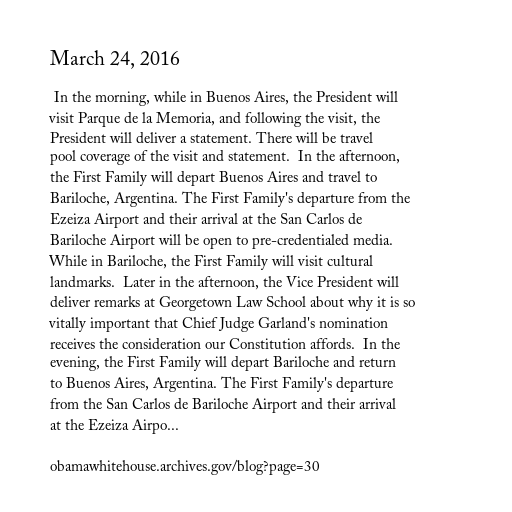 March 24, 2016
In the morning, while in Buenos Aires, the President will
visit Parque de la Memoria, and following the visit, the
President will deliver a statement. There will be travel
pool coverage of the visit and statement.  In the afternoon,
the First Family will depart Buenos Aires and travel to
Bariloche, Argentina. The First Family's departure from the
Ezeiza Airport and their arrival at the San Carlos de
Bariloche Airport will be open to pre-credentialed media.
While in Bariloche, the First Family will visit cultural
landmarks.  Later in the afternoon, the Vice President will
deliver remarks at Georgetown Law School about why it is so
vitally important that Chief Judge Garland's nomination
receives the consideration our Constitution affords.  In the
evening, the First Family will depart Bariloche and return
to Buenos Aires, Argentina. The First Family's departure
from the San Carlos de Bariloche Airport and their arrival
at the Ezeiza Airpo...
obamawhitehouse.archives.gov/blog?page=30